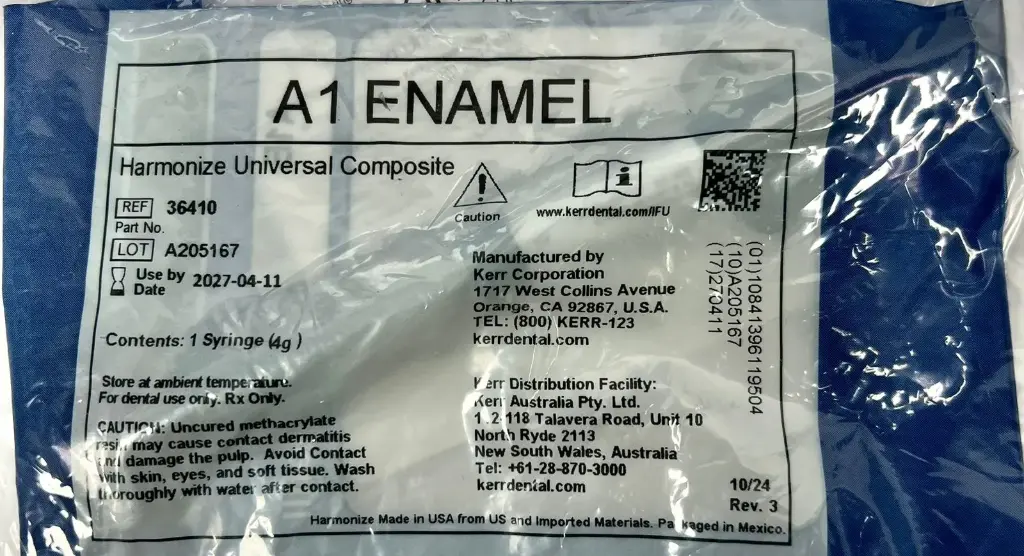 A1 ENAMEL
Harmonize Universal Composite
Caution
www.kerrdental.com/IFU
REF 36410
Part No.
LOT A205167
Use by
Date 2027-04-11
Contents: 1 Syringe (4g )
Store at ambient temperature.
For dental use only. Rx Only.
CAUTION: Uncured methacrylate
resin may cause contact dermatitis
and damage the pulp. Avoid Contact
with skin, eyes, and soft tissue. Wash
thoroughly with water after contact.
Manufactured by
Kerr Corporation
1717 West Collins Avenue
Orange, CA 92867, U.S.A.
TEL: (800) KERR-123
kerrdental.com
Kerr Distribution Facility:
Kerr Australia Pty. Ltd.
112-118 Talavera Road, Unit 10
North Ryde 2113
New South Wales, Australia
Tel: +61-28-870-3000
kerrdental.com
(01)10841396119504
(10)A205167
(17)270411
10/24
Rev. 3
Harmonize Made in USA from US and Imported Materials. Packaged in Mexico.